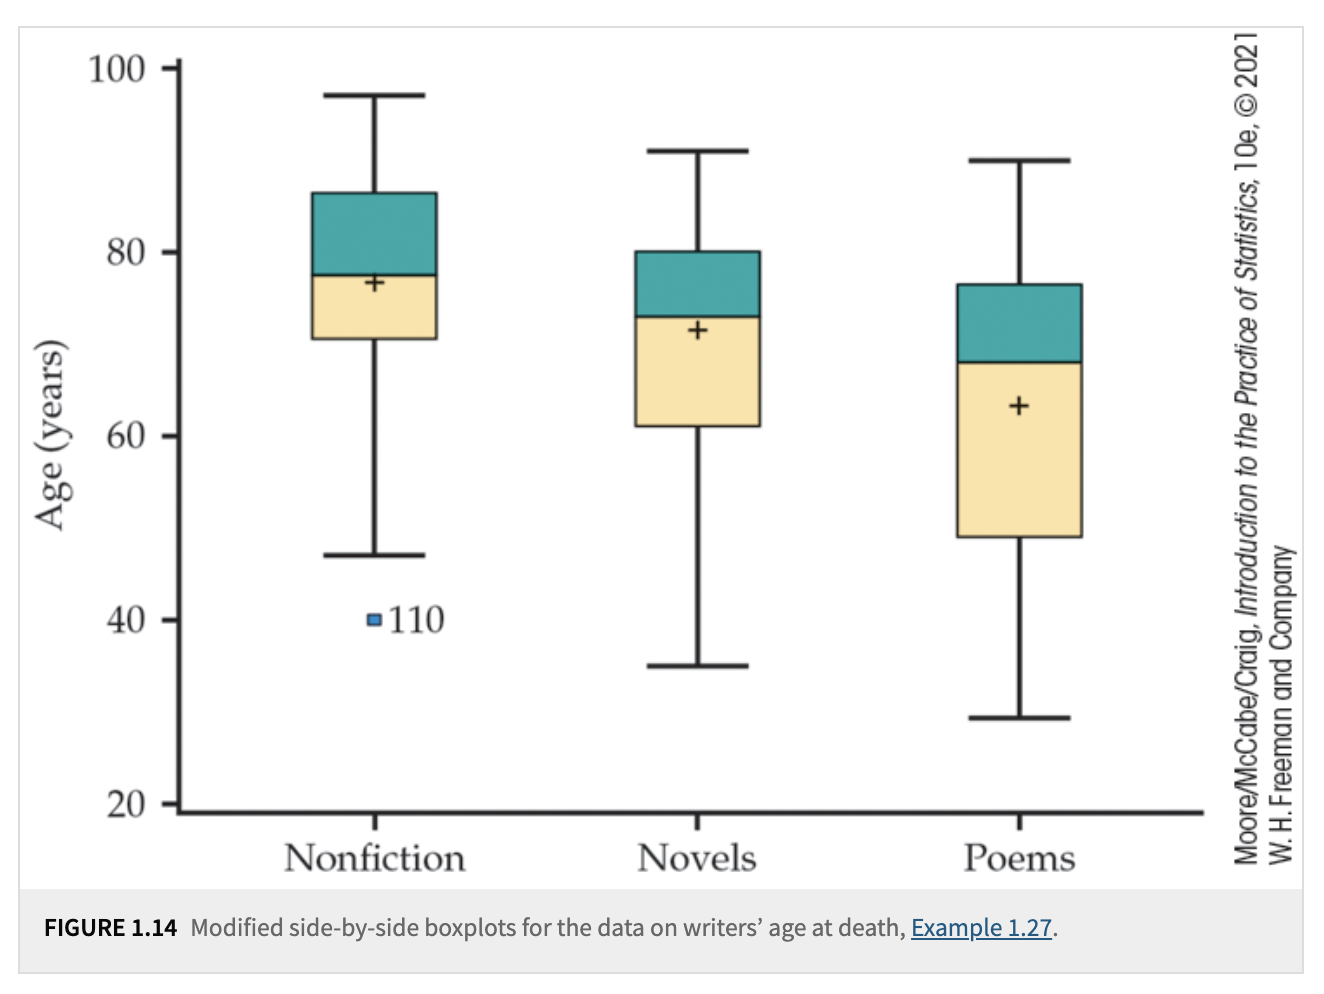 100
80
60
40
20
Age (years)
110
Nonfiction
Novels
Poems
Moore/McCabe/Craig, Introduction to the Practice of Statistics, 10e, © 2021
W. H. Freeman and Company
FIGURE 1.14 Modified side-by-side boxplots for the data on writers’ age at death, Example 1.27.